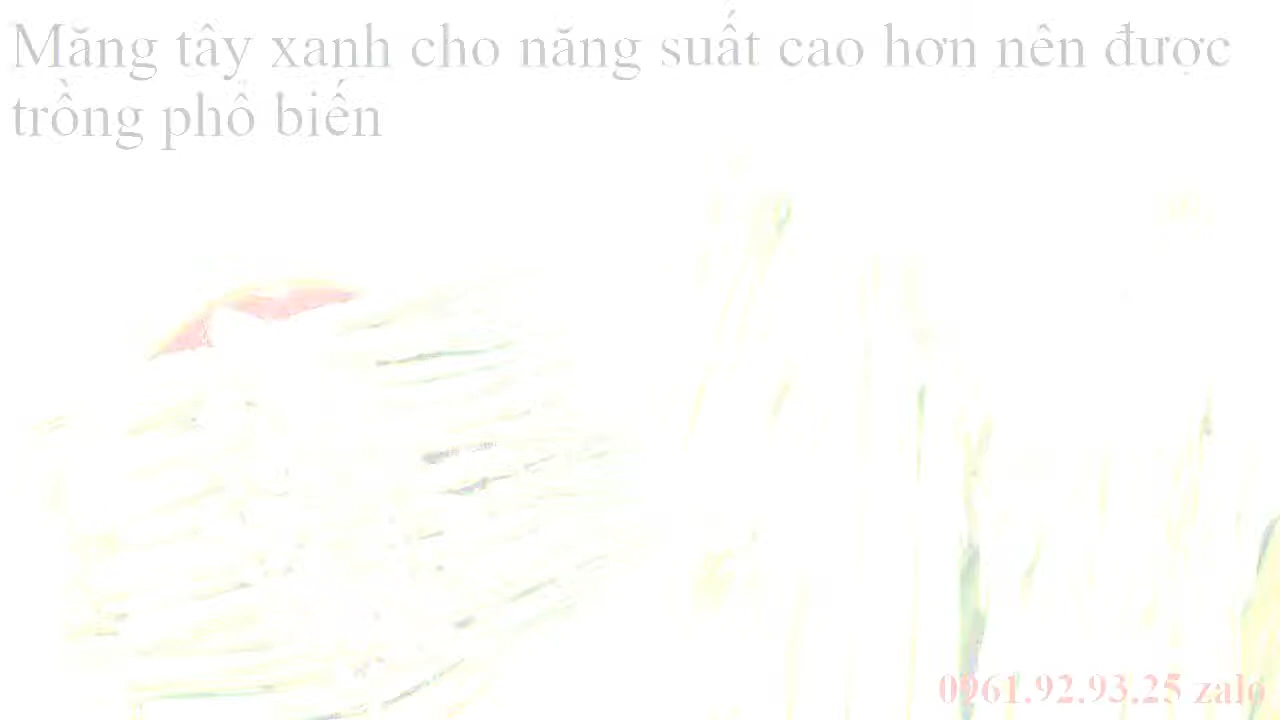 Măng tây xanh cho năng suất cao hơn nên được
trồng phổ biến
0961.92.93.25 zalo